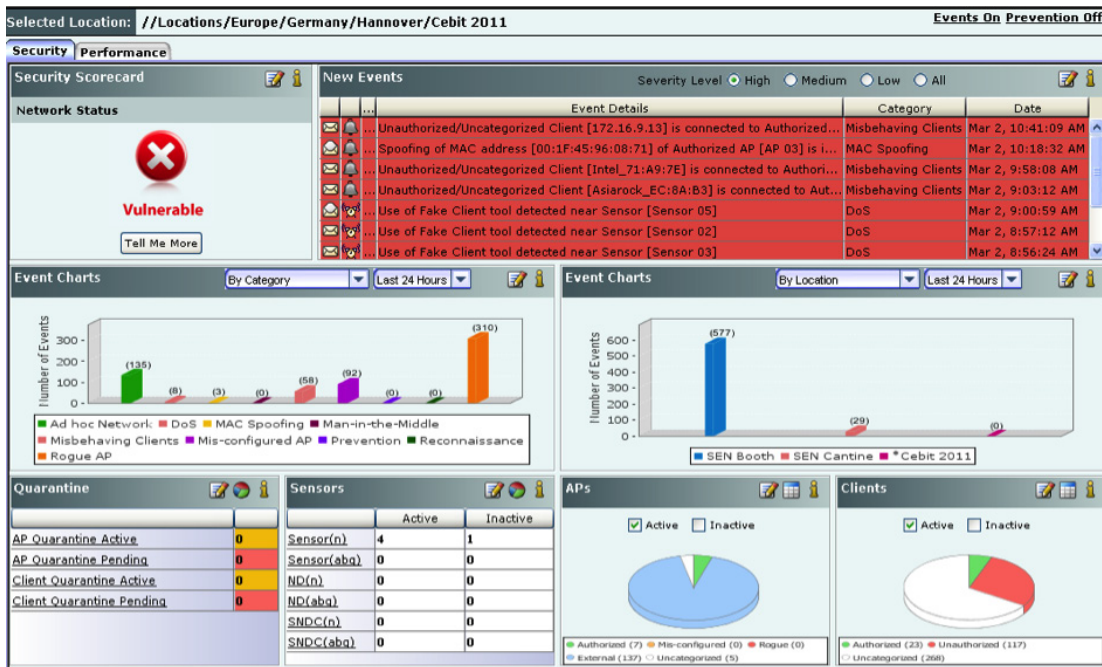 Selected Location: //Locations/Europe/Germany/Hannover/Cebit 2011 Events On Prevention Off
Security Performance
Security Scorecard
Network Status
Vulnerable
Tell Me More
New Events Severity Level High Medium Low All
... Event Details Category Date
... Unauthorized/Uncategorized Client [172.16.9.13] is connected to Authorized... Misbehaving Clients Mar 2, 10:41:09 AM
... Spoofing of MAC address [00:1F:45:96:08:71] of Authorized AP [AP 03] is i... MAC Spoofing Mar 2, 10:18:32 AM
... Unauthorized/Uncategorized Client [Intel_71:A9:7E] is connected to Authori... Misbehaving Clients Mar 2, 9:58:08 AM
... Unauthorized/Uncategorized Client [Asiarock_EC:8A:B3] is connected to Aut... Misbehaving Clients Mar 2, 9:03:12 AM
... Use of Fake Client tool detected near Sensor [Sensor 05] DoS Mar 2, 9:00:59 AM
... Use of Fake Client tool detected near Sensor [Sensor 02] DoS Mar 2, 8:57:12 AM
... Use of Fake Client tool detected near Sensor [Sensor 03] DoS Mar 2, 8:56:24 AM
Event Charts By Category Last 24 Hours
Number of Events
300
200
100
0
(135) (8) (3) (0) (58) (92) (0) (0) (310)
Ad hoc Network DoS MAC Spoofing Man-in-the-Middle
Misbehaving Clients Mis-configured AP Prevention Reconnaissance
Rogue AP
Event Charts By Location Last 24 Hours
Number of Events
600
500
400
300
200
100
0
(577) (29) (0)
SEN Booth SEN Cantine *Cebit 2011
Quarantine
AP Quarantine Active 0
AP Quarantine Pending 0
Client Quarantine Active 0
Client Quarantine Pending 0
Sensors
Active Inactive
Sensor(n) 4 1
Sensor(abg) 0 0
ND(n) 0 0
ND(abg) 0 0
SNDC(n) 0 0
SNDC(abg) 0 0
APs
Active Inactive
Authorized (7) Mis-configured (0) Rogue (0)
External (137) Uncategorized (5)
Clients
Active Inactive
Authorized (23) Unauthorized (117)
Uncategorized (268)